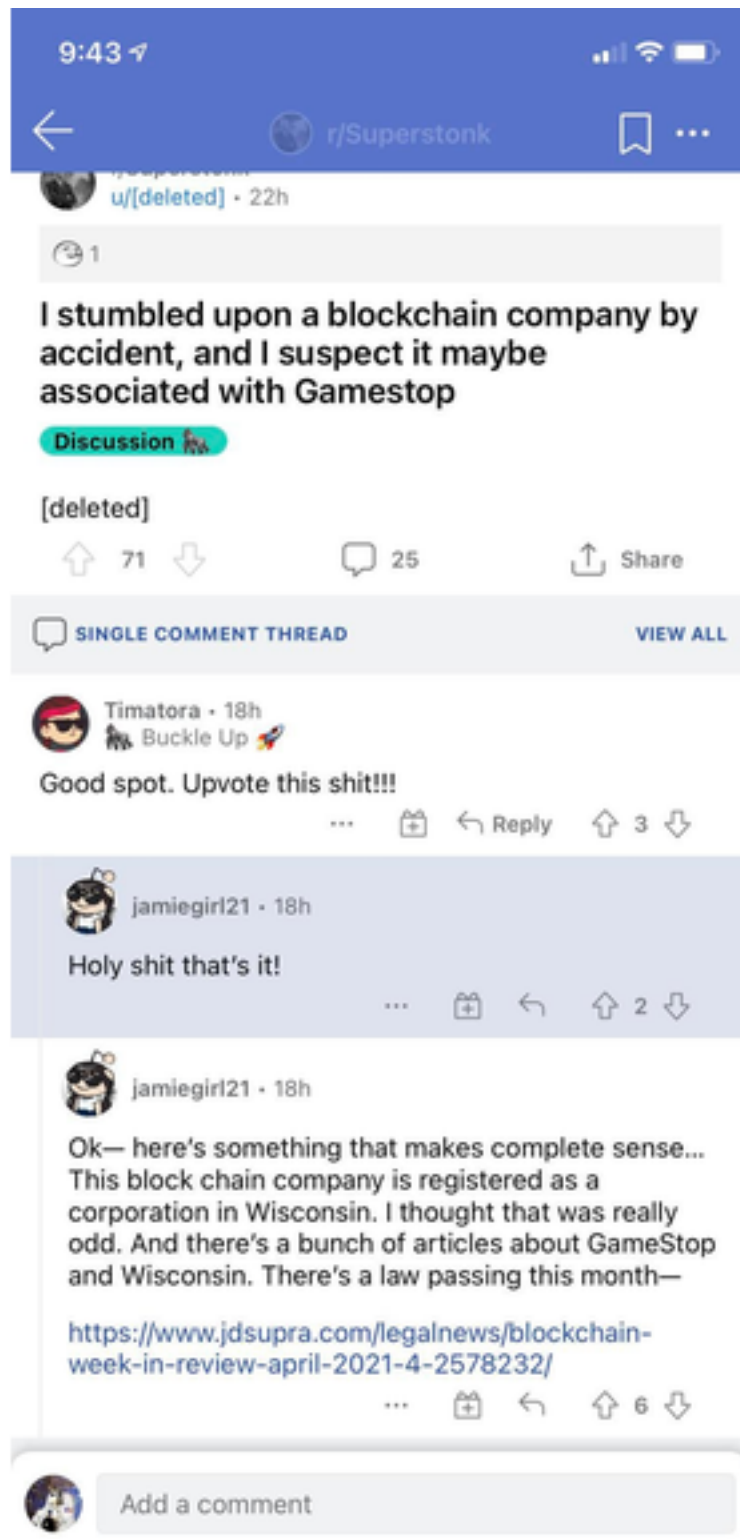 9:43
r/Superstonk
u/[deleted] • 22h
1
I stumbled upon a blockchain company by
accident, and I suspect it maybe
associated with Gamestop
Discussion 🦍
[deleted]
71
25
Share
SINGLE COMMENT THREAD
VIEW ALL
Timatora • 18h
🦍 Buckle Up 🚀
Good spot. Upvote this shit!!!
Reply
3
jamiegirl21 • 18h
Holy shit that's it!
2
jamiegirl21 • 18h
Ok— here's something that makes complete sense...
This block chain company is registered as a
corporation in Wisconsin. I thought that was really
odd. And there's a bunch of articles about GameStop
and Wisconsin. There's a law passing this month—
https://www.jdsupra.com/legalnews/blockchain-
week-in-review-april-2021-4-2578232/
6
Add a comment